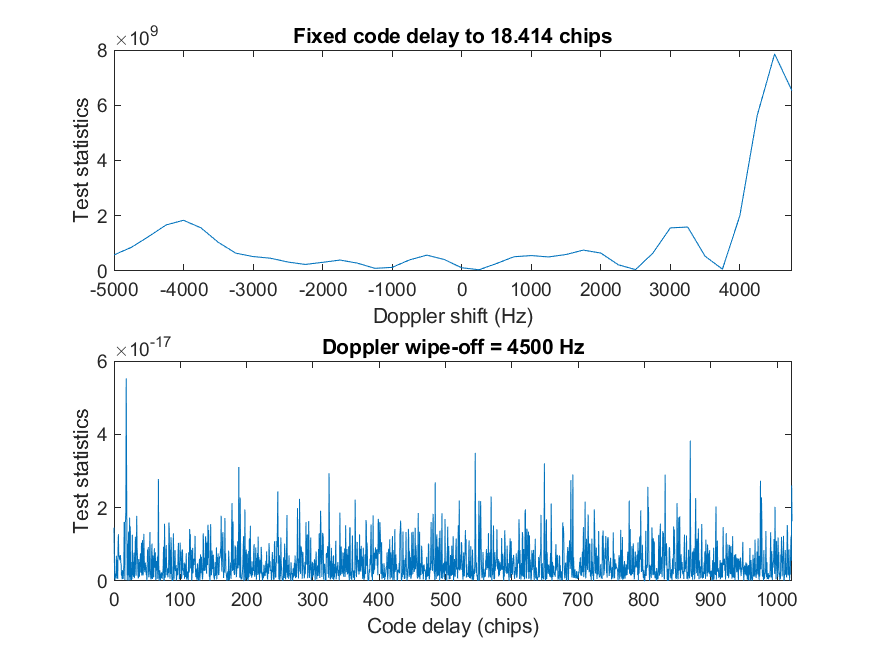 Fixed code delay to 18.414 chips
×10^9
8
6
4
2
0
Test statistics
-5000 -4000 -3000 -2000 -1000 0 1000 2000 3000 4000
Doppler shift (Hz)
Doppler wipe-off = 4500 Hz
×10^-17
6
4
2
0
Test statistics
0 100 200 300 400 500 600 700 800 900 1000
Code delay (chips)